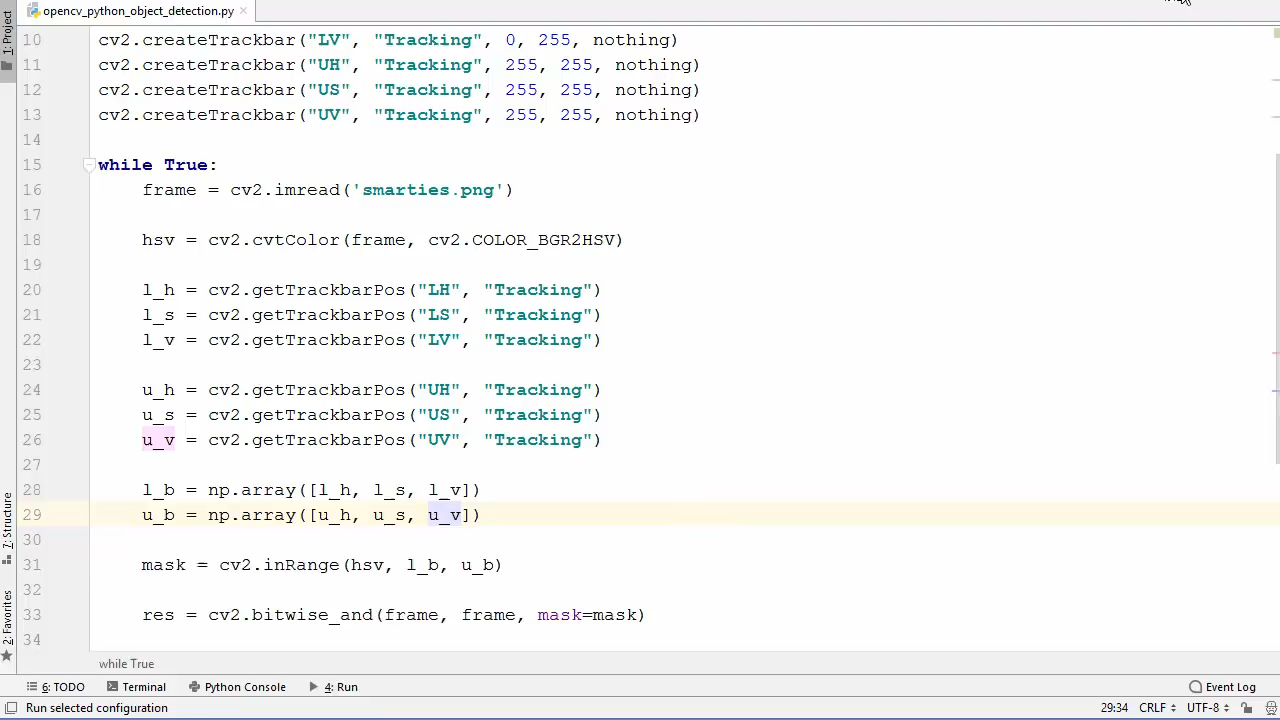 opencv_python_object_detection.py
1: Project
10 cv2.createTrackbar("LV", "Tracking", 0, 255, nothing)
11 cv2.createTrackbar("UH", "Tracking", 255, 255, nothing)
12 cv2.createTrackbar("US", "Tracking", 255, 255, nothing)
13 cv2.createTrackbar("UV", "Tracking", 255, 255, nothing)
14
15 while True:
16 frame = cv2.imread('smarties.png')
17
18 hsv = cv2.cvtColor(frame, cv2.COLOR_BGR2HSV)
19
20 l_h = cv2.getTrackbarPos("LH", "Tracking")
21 l_s = cv2.getTrackbarPos("LS", "Tracking")
22 l_v = cv2.getTrackbarPos("LV", "Tracking")
23
24 u_h = cv2.getTrackbarPos("UH", "Tracking")
25 u_s = cv2.getTrackbarPos("US", "Tracking")
26 u_v = cv2.getTrackbarPos("UV", "Tracking")
27
28 l_b = np.array([l_h, l_s, l_v])
29 u_b = np.array([u_h, u_s, u_v])
30
31 mask = cv2.inRange(hsv, l_b, u_b)
32
33 res = cv2.bitwise_and(frame, frame, mask=mask)
34
7: Structure
2: Favorites
while True
6: TODO Terminal Python Console 4: Run Event Log
Run selected configuration 29:34 CRLF UTF-8